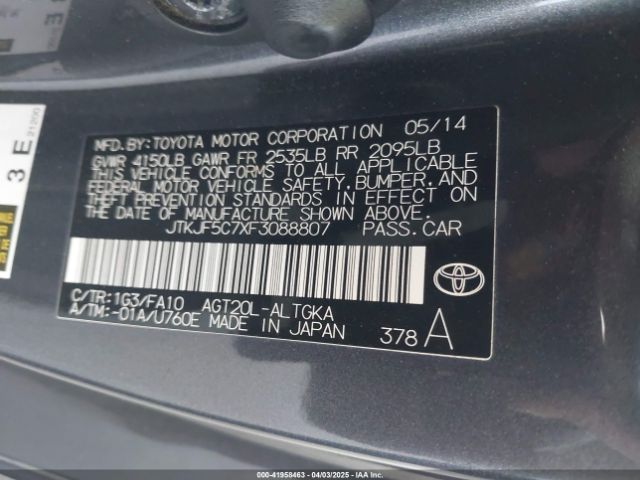 MFD.BY:TOYOTA MOTOR CORPORATION 05/14
GVWR 4150LB GAWR FR 2535LB RR 2095LB
THIS VEHICLE CONFORMS TO ALL APPLICABLE
FEDERAL MOTOR VEHICLE SAFETY,BUMPER,AND
THEFT PREVENTION STANDARDS IN EFFECT ON
THE DATE OF MANUFACTURE SHOWN ABOVE.
JTKJF5C7XF3088807 PASS.CAR
C/TR:1G3/FA10 AGT20L-ALTGKA
A/TM:-01A/U760E MADE IN JAPAN 378 A
3 E
21200
000-41958463 - 04/03/2025 - IAA Inc.